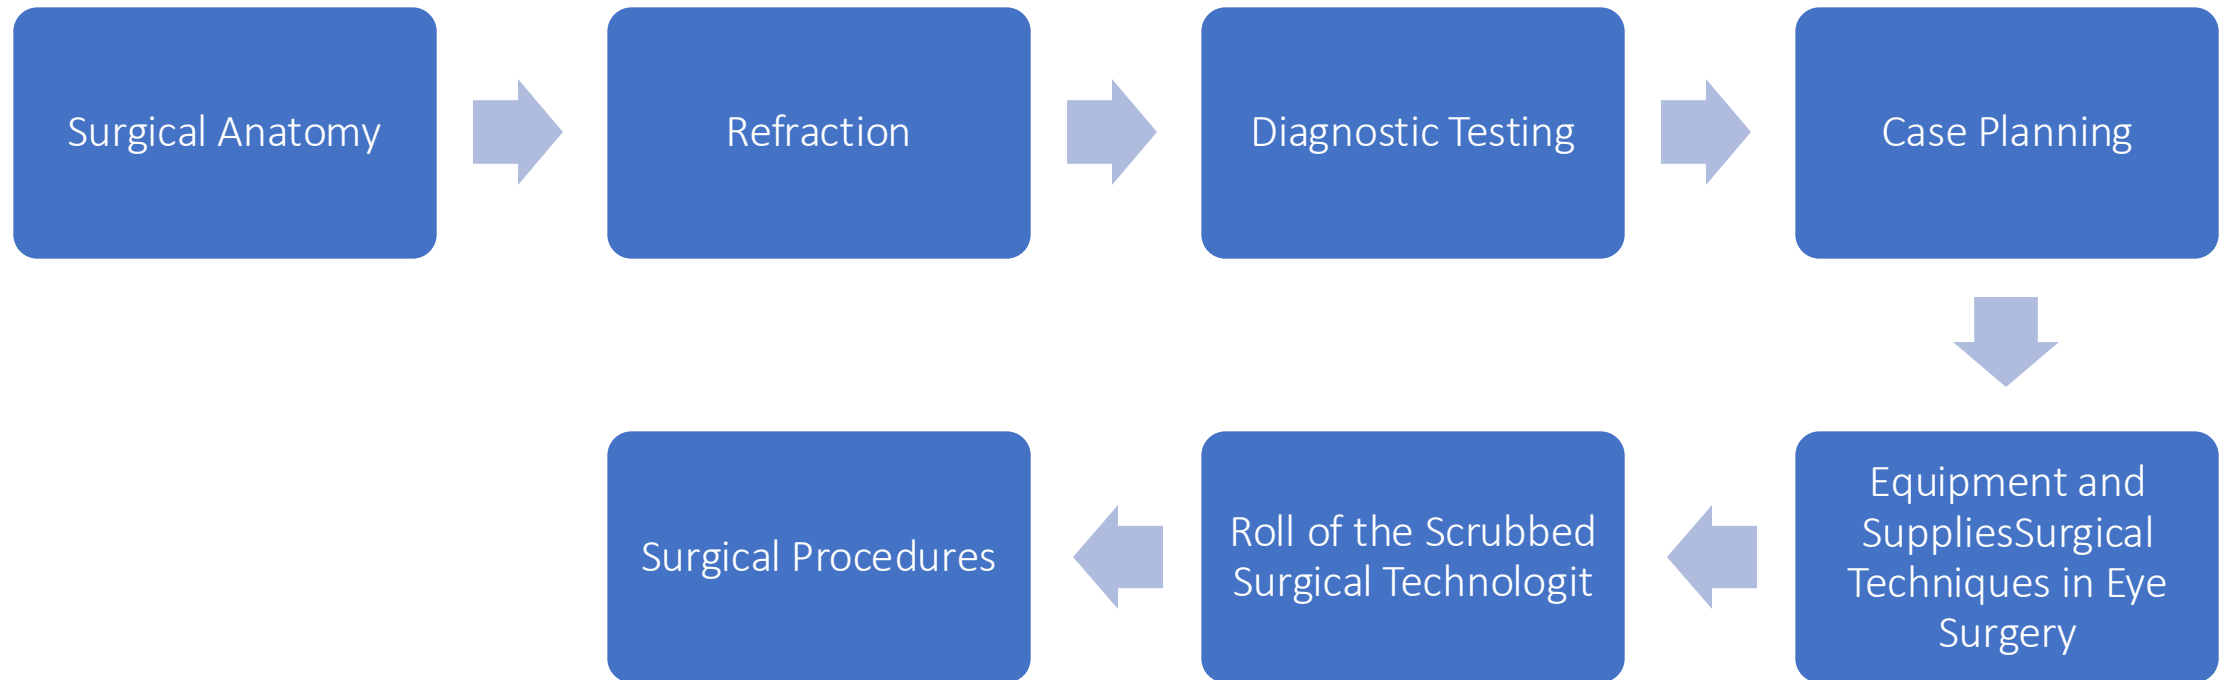 Surgical Anatomy
Refraction
Diagnostic Testing
Case Planning
Equipment and
SuppliesSurgical
Techniques in Eye
Surgery
Roll of the Scrubbed
Surgical Technologit
Surgical Procedures